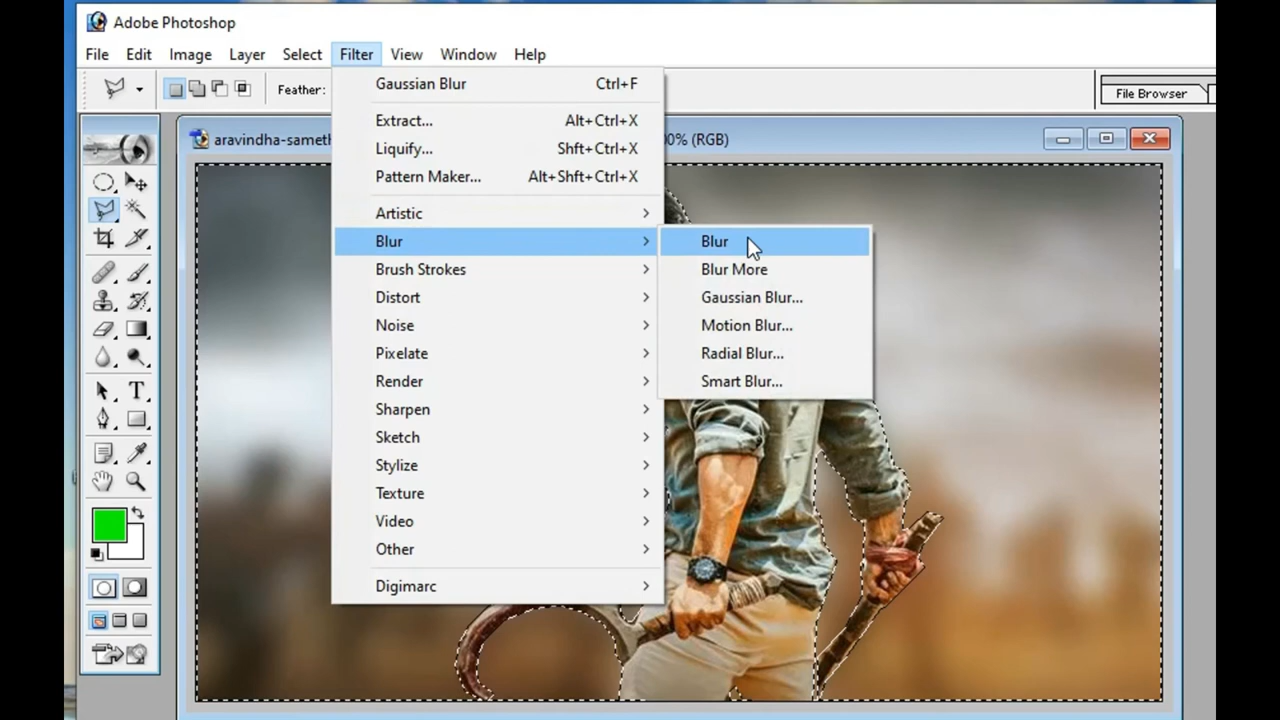 Adobe Photoshop
File Edit Image Layer Select Filter View Window Help
Feather:
File Browser
aravindha-sameth
0% (RGB)
Gaussian Blur Ctrl+F
Extract... Alt+Ctrl+X
Liquify... Shft+Ctrl+X
Pattern Maker... Alt+Shft+Ctrl+X
Artistic
Blur
Brush Strokes
Distort
Noise
Pixelate
Render
Sharpen
Sketch
Stylize
Texture
Video
Other
Digimarc
Blur
Blur More
Gaussian Blur...
Motion Blur...
Radial Blur...
Smart Blur...